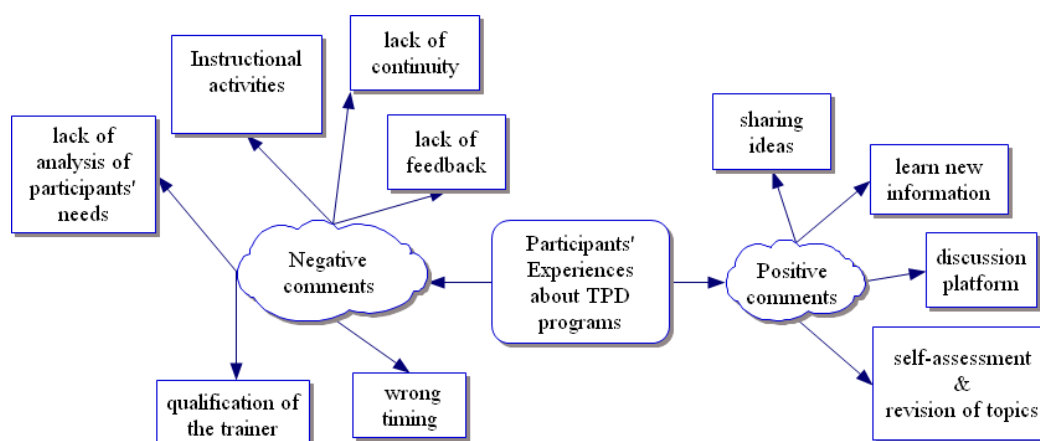 Instructional
activities
lack of
continuity
lack of
analysis of
participants'
needs
lack of
feedback
sharing
ideas
learn new
information
Negative
comments
Participants'
Experiences
about TPD
programs
Positive
comments
discussion
platform
qualification of
the trainer
wrong
timing
self-assessment
&
revision of topics